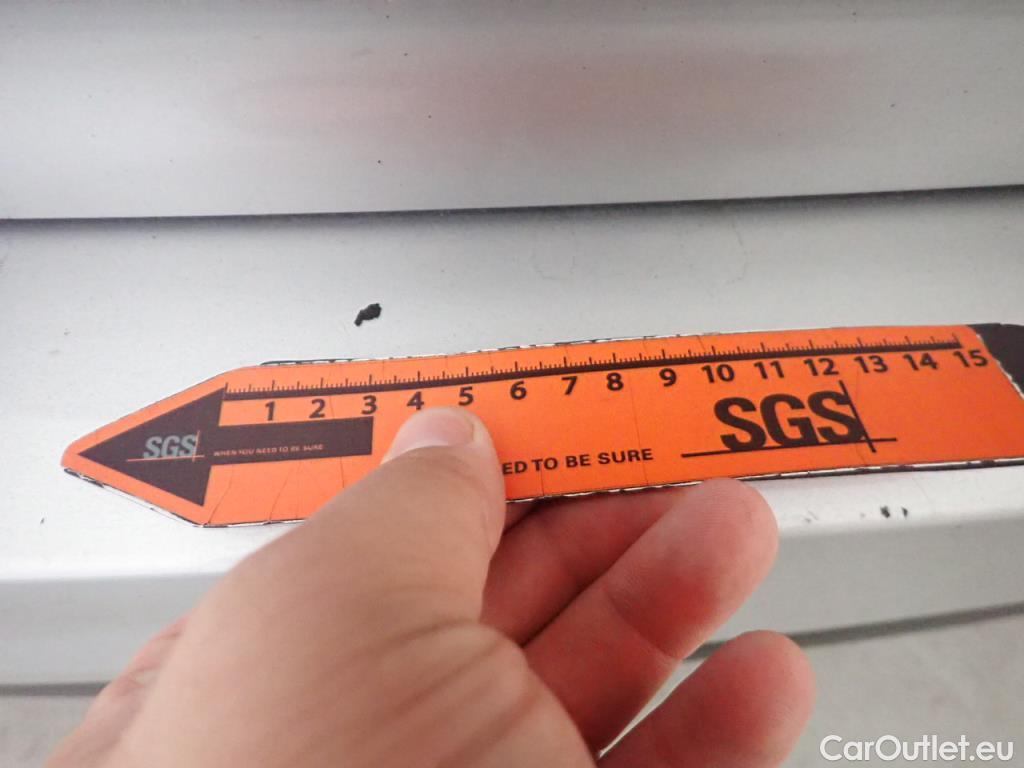 1 2 3 4 5 6 7 8 9 10 11 12 13 14 15
SGS
WHEN YOU NEED TO BE SURE
ED TO BE SURE
SGS
CarOutlet.eu